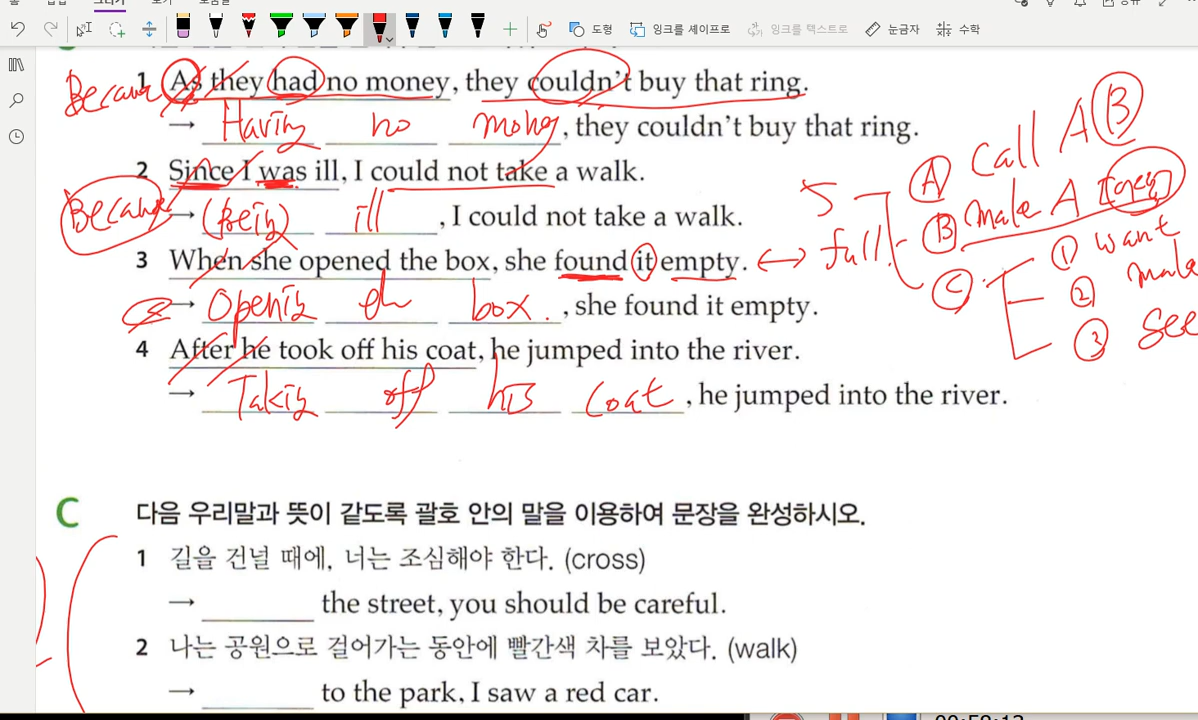 도형 잉크를 셰이프로 잉크를 텍스트로 눈금자 수학
1 As they had no money, they couldn't buy that ring.
Because
→ Having no money, they couldn't buy that ring.
2 Since I was ill, I could not take a walk.
Because → (Being) ill, I could not take a walk.
3 When she opened the box, she found it empty. ↔ full
→ Opening the box., she found it empty.
4 After he took off his coat, he jumped into the river.
→ Taking off his coat, he jumped into the river.
5
Ⓐ call A B
Ⓑ make A
Ⓒ
① want
② make
③ see
C 다음 우리말과 뜻이 같도록 괄호 안의 말을 이용하여 문장을 완성하시오.
1 길을 건널 때에, 너는 조심해야 한다. (cross)
→ ________ the street, you should be careful.
2 나는 공원으로 걸어가는 동안에 빨간색 차를 보았다. (walk)
→ ________ to the park, I saw a red car.